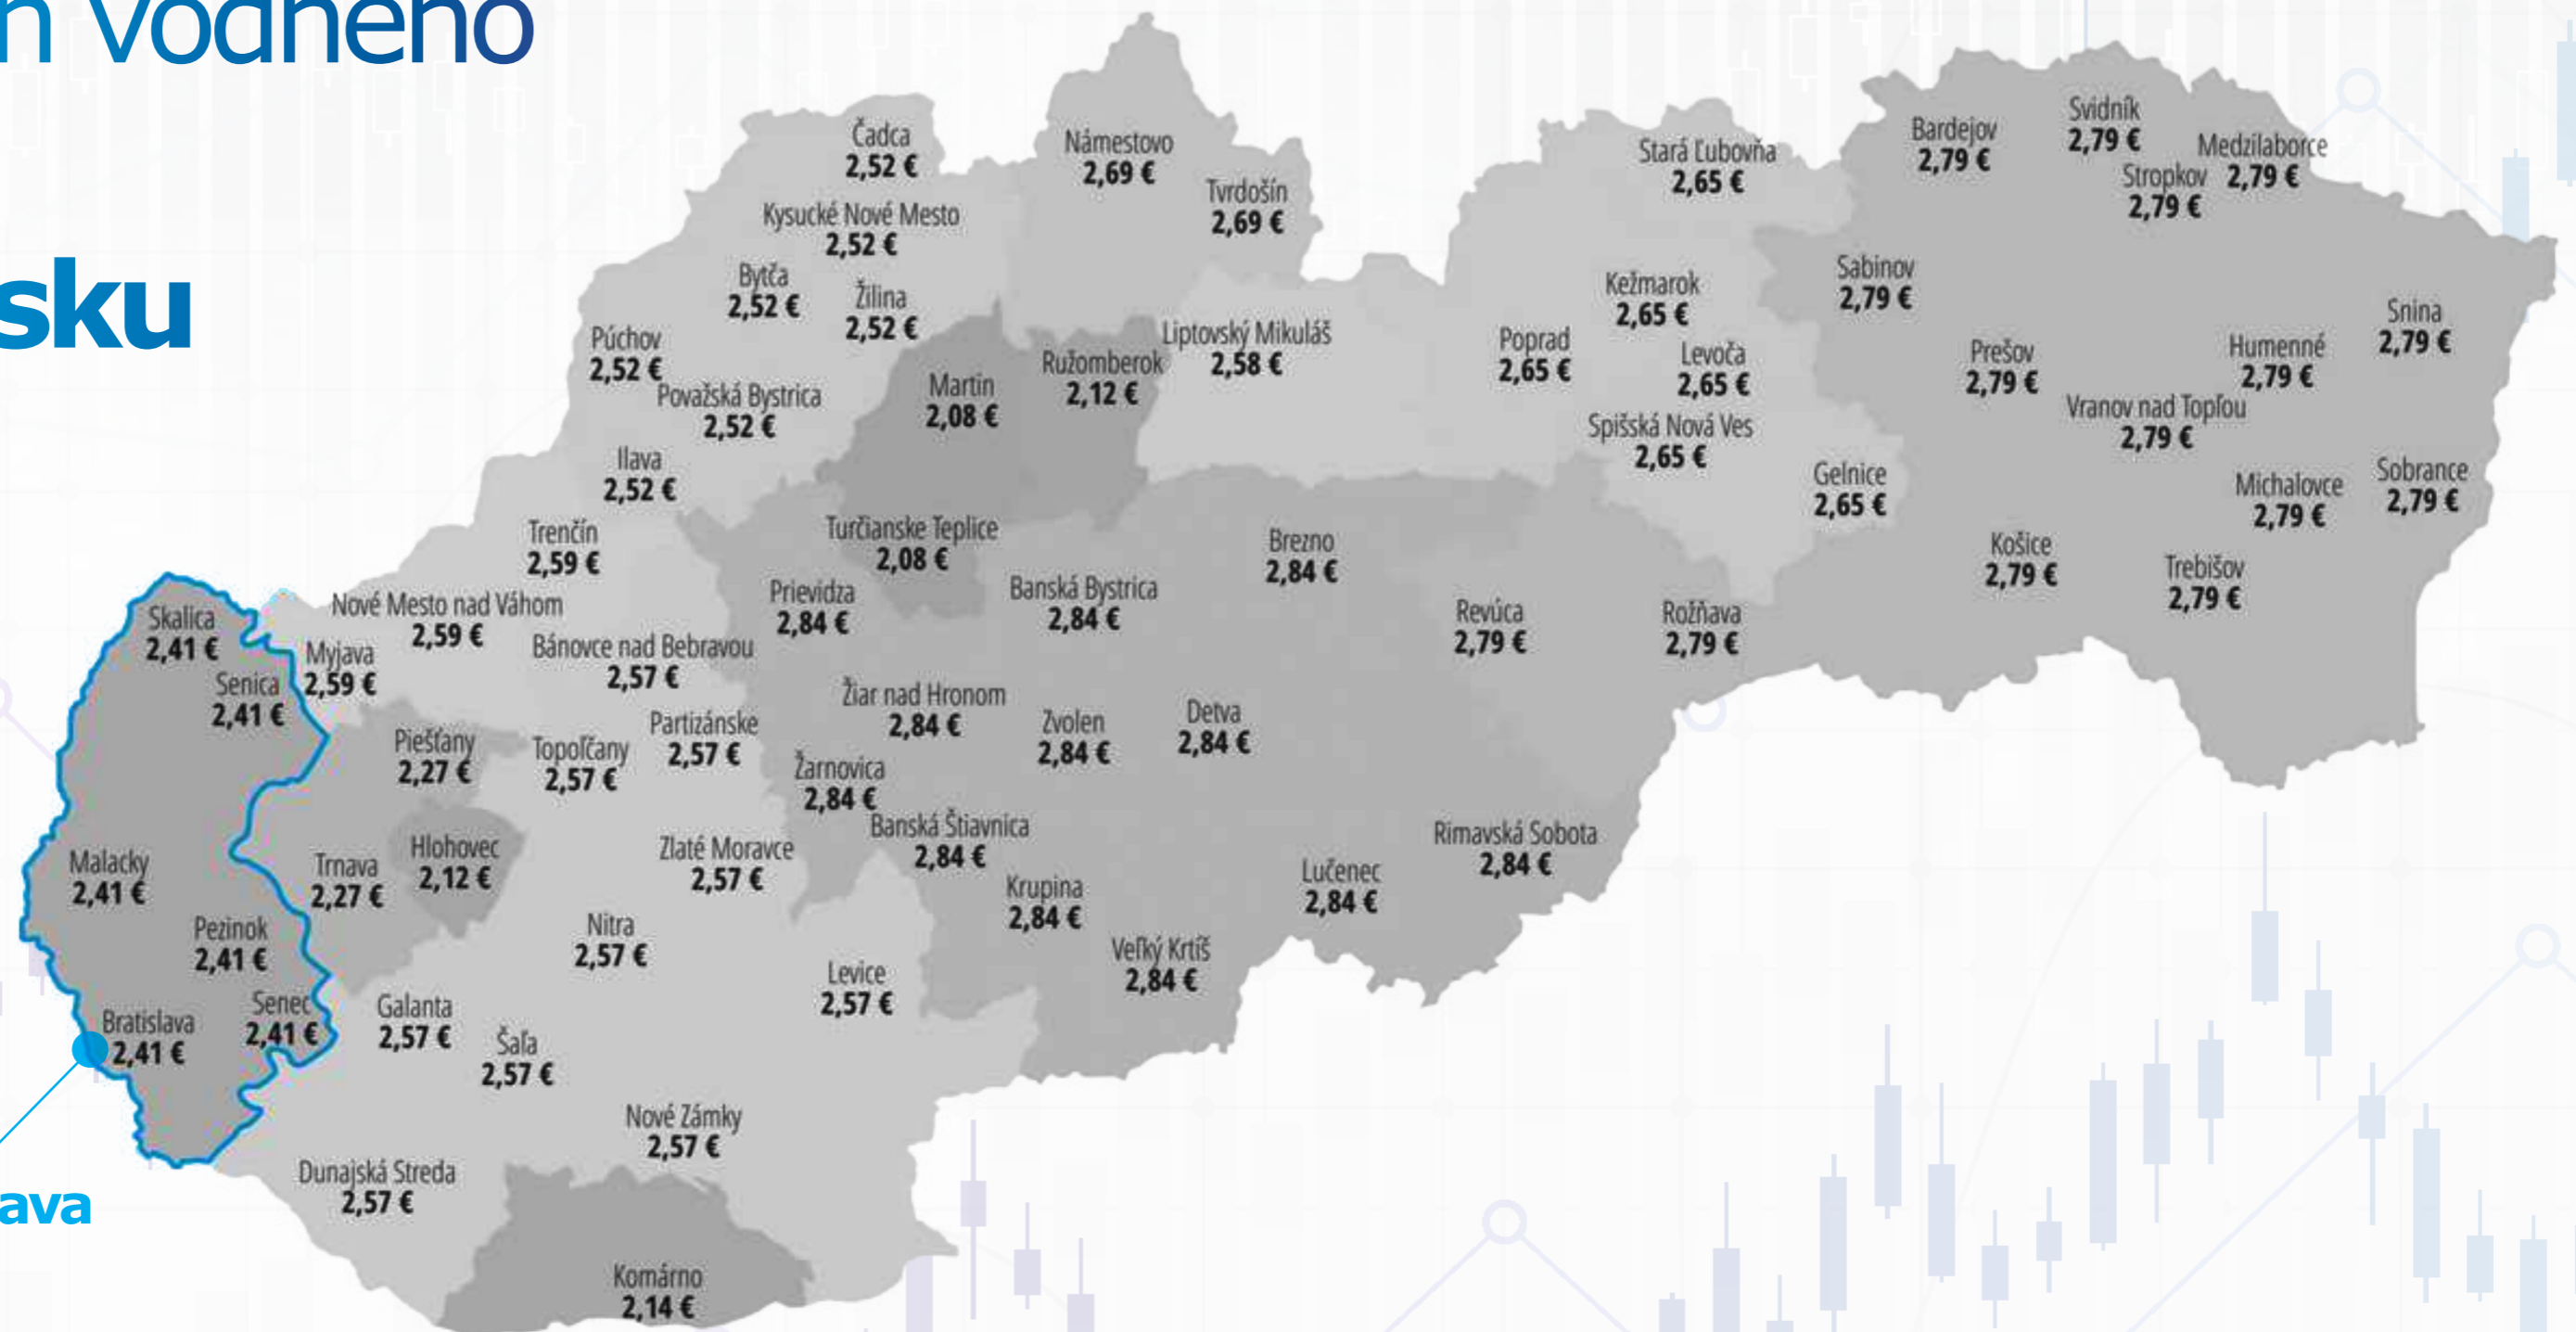 n vodného
sku
Čadca
2,52 €
Námestovo
2,69 €
Tvrdošín
2,69 €
Stará Ľubovňa
2,65 €
Bardejov
2,79 €
Svidník
2,79 €
Medzilaborce
2,79 €
Stropkov
2,79 €
Kysucké Nové Mesto
2,52 €
Bytča
2,52 €
Žilina
2,52 €
Púchov
2,52 €
Považská Bystrica
2,52 €
Ilava
2,52 €
Martin
2,08 €
Ružomberok
2,12 €
Liptovský Mikuláš
2,58 €
Poprad
2,65 €
Kežmarok
2,65 €
Levoča
2,65 €
Spišská Nová Ves
2,65 €
Gelnice
2,65 €
Sabinov
2,79 €
Prešov
2,79 €
Humenné
2,79 €
Snina
2,79 €
Vranov nad Topľou
2,79 €
Michalovce
2,79 €
Sobrance
2,79 €
Košice
2,79 €
Trebišov
2,79 €
Trenčín
2,59 €
Turčianske Teplice
2,08 €
Brezno
2,84 €
Prievidza
2,84 €
Banská Bystrica
2,84 €
Revúca
2,79 €
Rožňava
2,79 €
Skalica
2,41 €
Nové Mesto nad Váhom
2,59 €
Myjava
2,59 €
Senica
2,41 €
Bánovce nad Bebravou
2,57 €
Partizánske
2,57 €
Žiar nad Hronom
2,84 €
Zvolen
2,84 €
Detva
2,84 €
Piešťany
2,27 €
Topoľčany
2,57 €
Žarnovica
2,84 €
Banská Štiavnica
2,84 €
Rimavská Sobota
2,84 €
Malacky
2,41 €
Trnava
2,27 €
Hlohovec
2,12 €
Zlaté Moravce
2,57 €
Krupina
2,84 €
Lučenec
2,84 €
Pezinok
2,41 €
Nitra
2,57 €
Levice
2,57 €
Veľký Krtíš
2,84 €
Bratislava
2,41 €
Senec
2,41 €
Galanta
2,57 €
Šaľa
2,57 €
Nové Zámky
2,57 €
Dunajská Streda
2,57 €
ava
Komárno
2,14 €